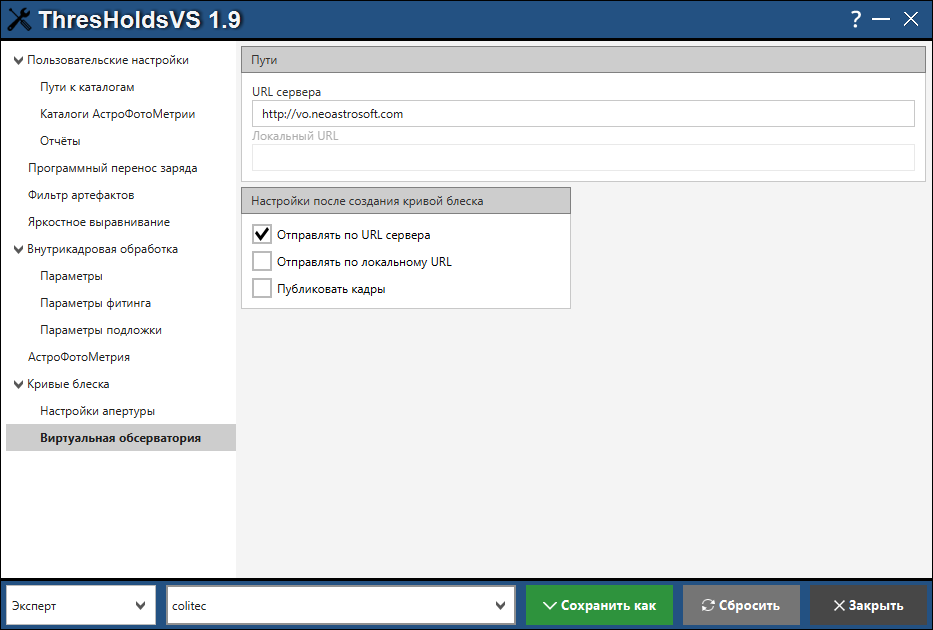 ThresHoldsVS 1.9
?
Пользовательские настройки
Пути к каталогам
Каталоги АстроФотоМетрии
Отчёты
Программный перенос заряда
Фильтр артефактов
Яркостное выравнивание
Внутрикадровая обработка
Параметры
Параметры фитинга
Параметры подложки
АстроФотоМетрия
Кривые блеска
Настройки апертуры
Виртуальная обсерватория
Пути
URL сервера
http://vo.neoastrosoft.com
Локальный URL
Настройки после создания кривой блеска
Отправлять по URL сервера
Отправлять по локальному URL
Публиковать кадры
Эксперт
colitec
Сохранить как
Сбросить
Закрыть